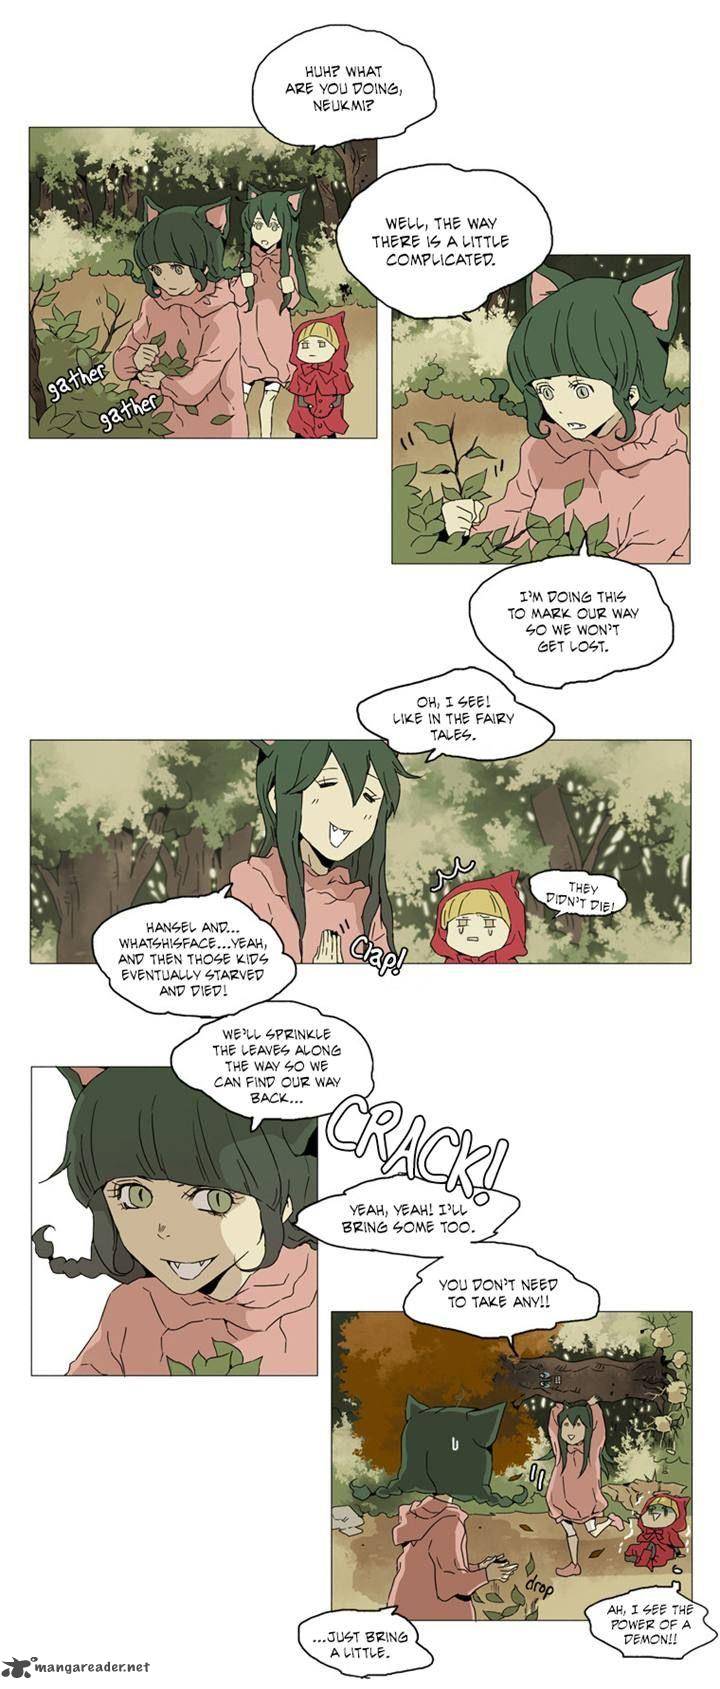 HUH? WHAT
ARE YOU DOING,
NEUKMI?
WELL, THE WAY
THERE IS A LITTLE
COMPLICATED.
gather
gather
I'M DOING THIS
TO MARK OUR WAY
SO WE WON'T
GET LOST.
OH, I SEE!
LIKE IN THE FAIRY
TALES.
THEY
DIDN'T DIE!
Clap!
HANSEL AND...
WHATSHISFACE...YEAH,
AND THEN THOSE KIDS
EVENTUALLY STARVED
AND DIED!
WE'LL SPRINKLE
THE LEAVES ALONG
THE WAY SO WE
CAN FIND OUR WAY
BACK...
CRACK!
YEAH, YEAH! I'LL
BRING SOME TOO.
YOU DON'T NEED
TO TAKE ANY!!
drop
AH, I SEE THE
POWER OF A
DEMON!!
...JUST BRING
A LITTLE.
mangareader.net